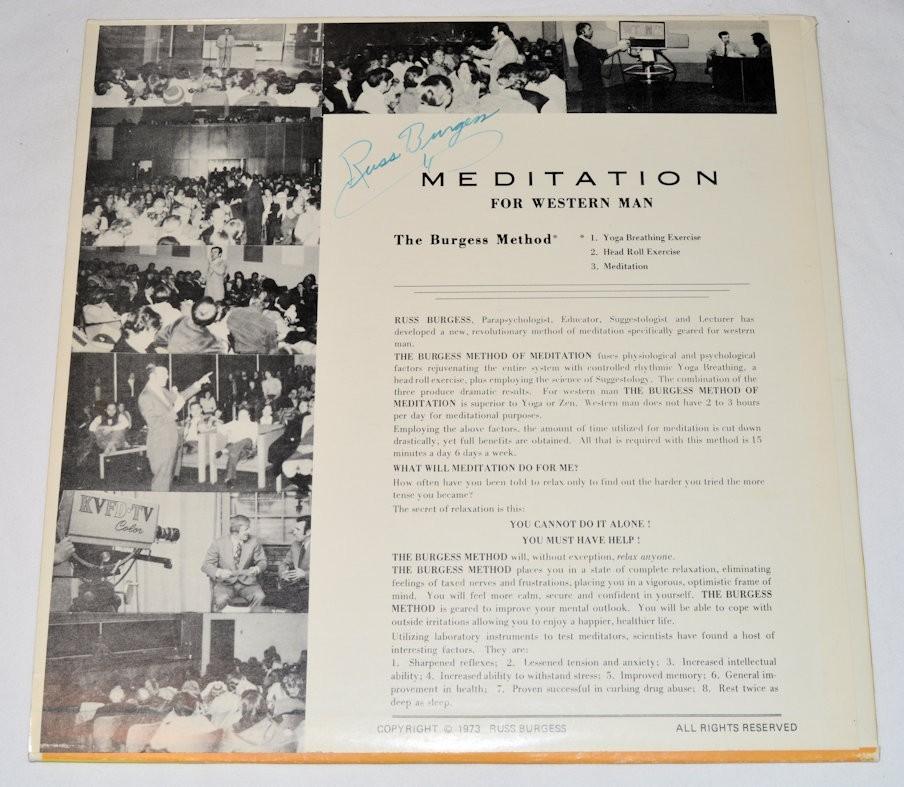 Russ Burgess
MEDITATION
FOR WESTERN MAN
The Burgess Method*
* 1. Yoga Breathing Exercise
2. Head Roll Exercise
3. Meditation
RUSS BURGESS, Parapsychologist, Educator, Suggestologist and Lecturer has
developed a new, revolutionary method of meditation specifically geared for western
man.
THE BURGESS METHOD OF MEDITATION fuses physiological and psychological
factors rejuvenating the entire system with controlled rhythmic Yoga Breathing, a
head roll exercise, plus employing the science of Suggestology. The combination of the
three produce dramatic results. For western man THE BURGESS METHOD OF
MEDITATION is superior to Yoga or Zen. Western man does not have 2 to 3 hours
per day for meditational purposes.
Employing the above factors, the amount of time utilized for meditation is cut down
drastically, yet full benefits are obtained. All that is required with this method is 15
minutes a day 6 days a week.
WHAT WILL MEDITATION DO FOR ME?
How often have you been told to relax only to find out the harder you tried the more
tense you became?
The secret of relaxation is this:
YOU CANNOT DO IT ALONE !
YOU MUST HAVE HELP !
THE BURGESS METHOD will, without exception, relax anyone.
THE BURGESS METHOD places you in a state of complete relaxation, eliminating
feelings of taxed nerves and frustrations, placing you in a vigorous, optimistic frame of
mind. You will feel more calm, secure and confident in yourself. THE BURGESS
METHOD is geared to improve your mental outlook. You will be able to cope with
outside irritations allowing you to enjoy a happier, healthier life.
Utilizing laboratory instruments to test meditators, scientists have found a host of
interesting factors. They are:
1. Sharpened reflexes; 2. Lessened tension and anxiety; 3. Increased intellectual
ability; 4. Increased ability to withstand stress; 5. Improved memory; 6. General im-
provement in health; 7. Proven successful in curbing drug abuse; 8. Rest twice as
deep as sleep.
COPYRIGHT © 1973 RUSS BURGESS
ALL RIGHTS RESERVED
KVFD-TV
Color